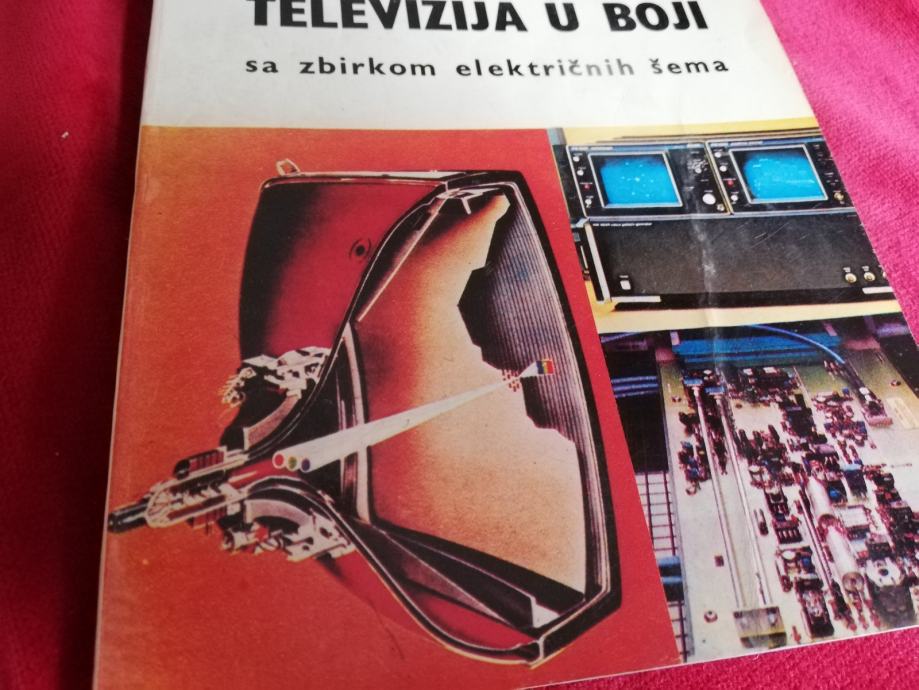 TELEVIZIJA U BOJI
sa zbirkom električnih šema